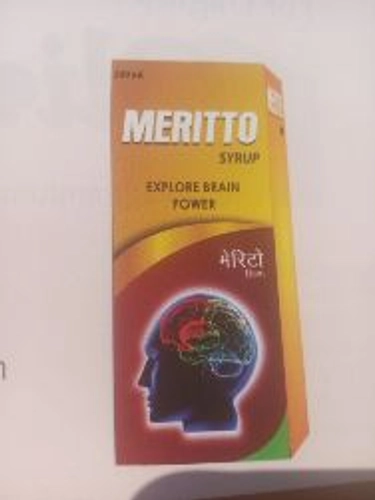 MERITTO
SYRUP
EXPLORE BRAIN
POWER
मेरिटो